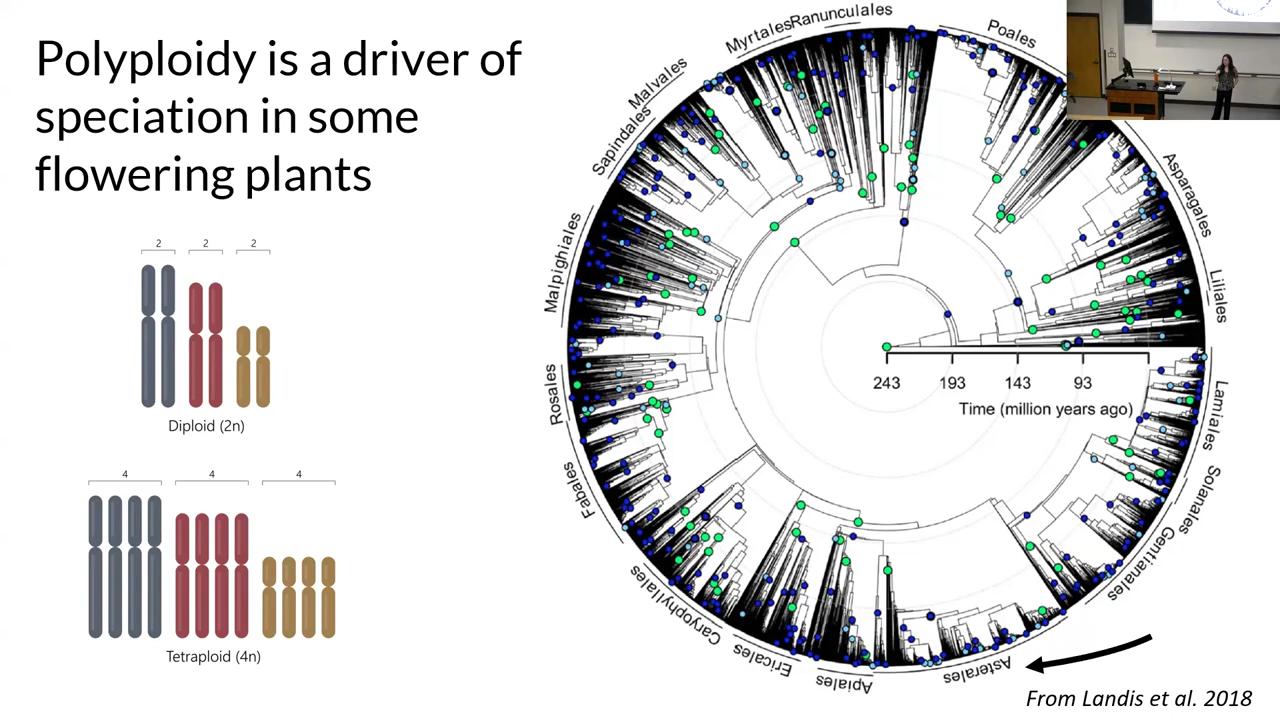 Polyploidy is a driver of
speciation in some
flowering plants
2
2
2
Diploid (2n)
4
4
4
Tetraploid (4n)
Ranunculales
Myrtales
Malvales
Sapindales
Malpighiales
Rosales
Fabales
Caryophyllales
Ericales
Apiales
Asterales
Gentianales
Solanales
Lamiales
Liliales
Asparagales
Poales
243
193
143
93
Time (million years ago)
From Landis et al. 2018